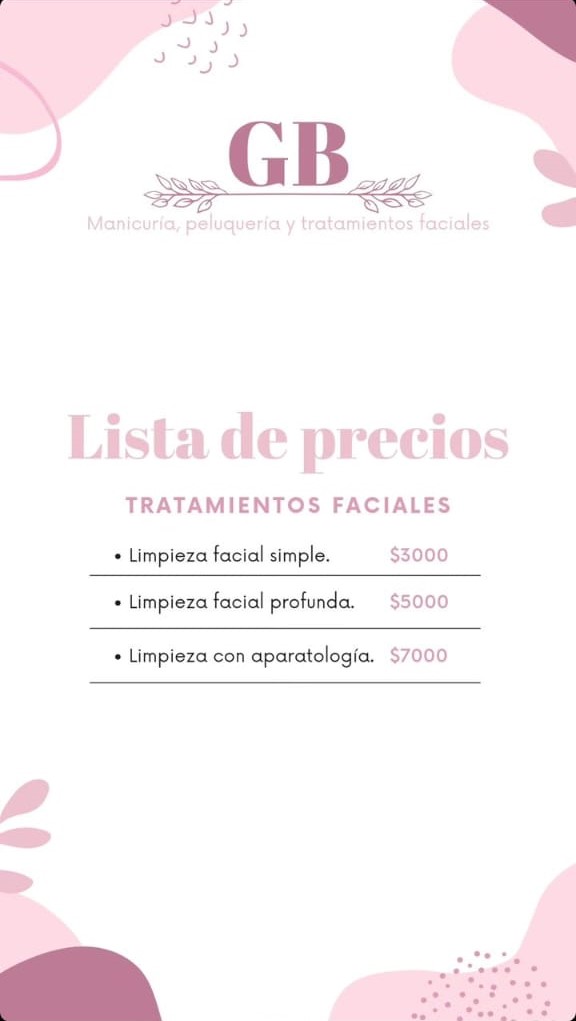 GB
Manicuría, peluquería y tratamientos faciales
Lista de precios
TRATAMIENTOS FACIALES
• Limpieza facial simple. $3000
• Limpieza facial profunda. $5000
• Limpieza con aparatología. $7000